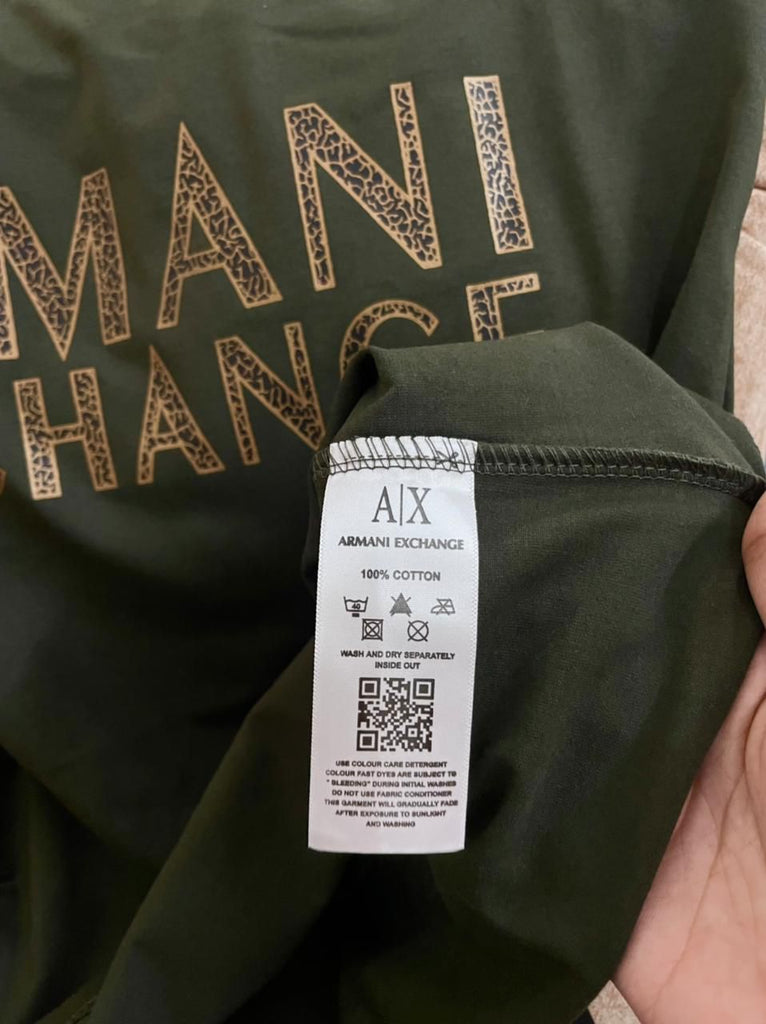 MANI
HANGE
A|X
ARMANI EXCHANGE
100% COTTON
40
WASH AND DRY SEPARATELY
INSIDE OUT
USE COLOUR CARE DETERGENT
COLOUR FAST DYES ARE SUBJECT TO
" BLEEDING" DURING INITIAL WASHES
DO NOT USE FABRIC CONDITIONER
THIS GARMENT WILL GRADUALLY FADE
AFTER EXPOSURE TO SUNLIGHT
AND WASHING